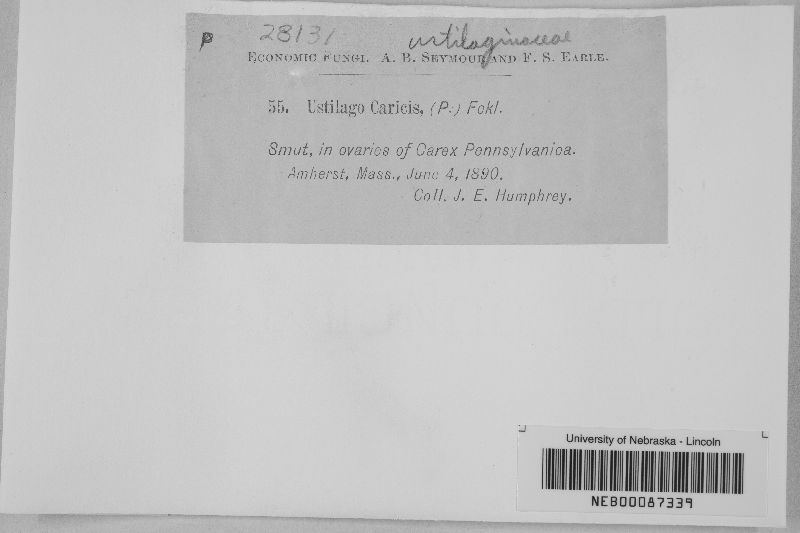 P 28131 Ustilaginaceae
ECONOMIC FUNGI. A. B. SEYMOUR AND F. S. EARLE.
55. Ustilago Caricis, (P.) Fckl.
Smut, in ovaries of Carex Pennsylvanica.
Amherst, Mass., June 4, 1890.
Coll. J. E. Humphrey.
University of Nebraska - Lincoln
NEB00087339